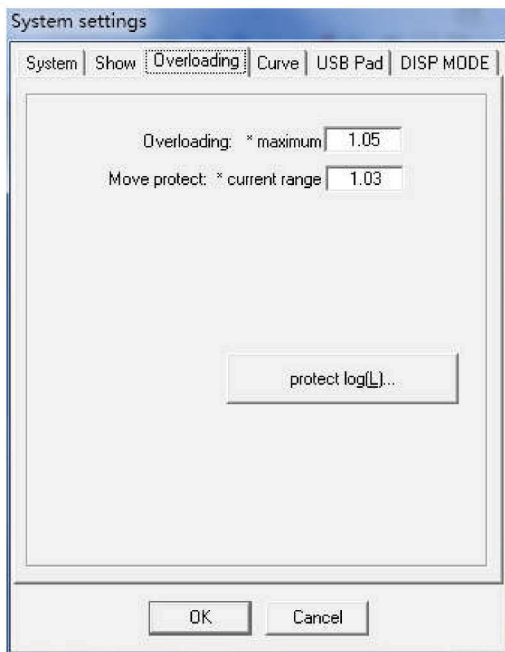 System settings
System Show Overloading Curve USB Pad DISP MODE
Overloading: * maximum 1.05
Move protect: * current range 1.03
protect log(L)...
OK Cancel